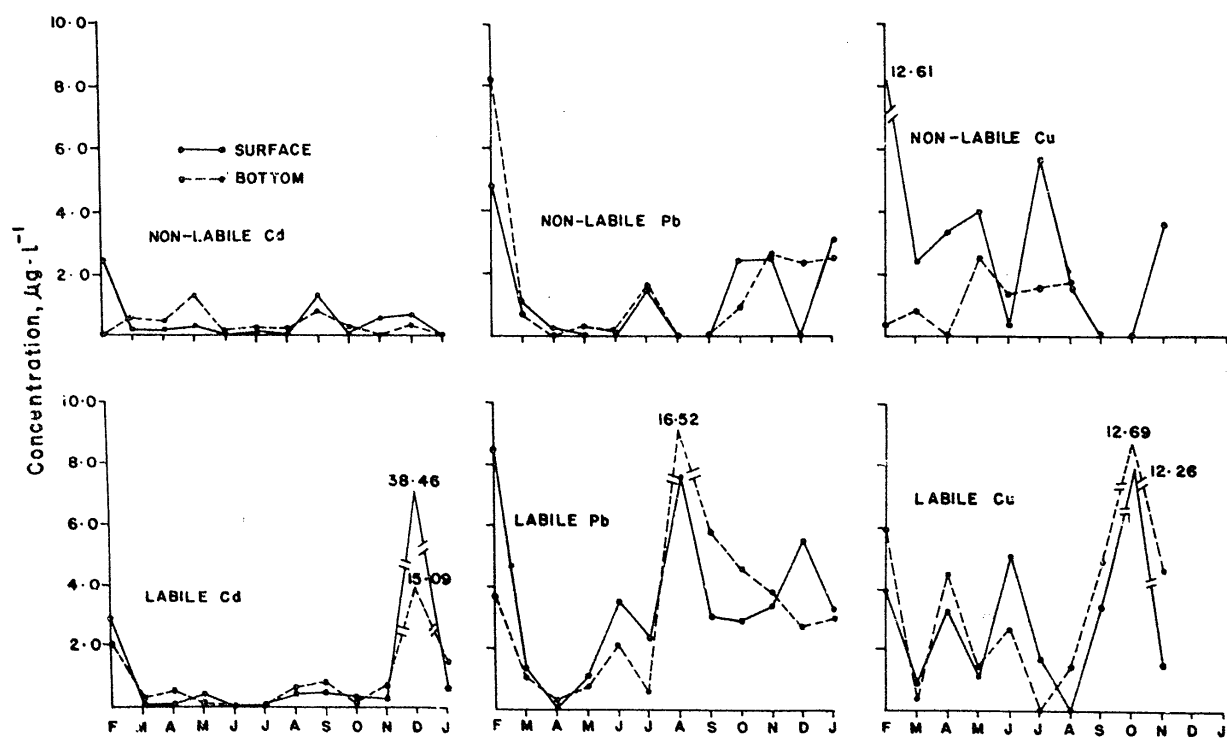 10·0
8·0
6·0
4·0
2·0
SURFACE
BOTTOM
NON-LABILE Cd
NON-LABILE Pb
12·61
NON-LABILE Cu
Concentration, µg·l⁻¹
10·0
8·0
6·0
4·0
2·0
38·46
15·09
LABILE Cd
F M A M J J A S O N D J
16·52
LABILE Pb
F M A M J J A S O N D J
12·69
12·26
LABILE Cu
F M A M J J A S O N D J